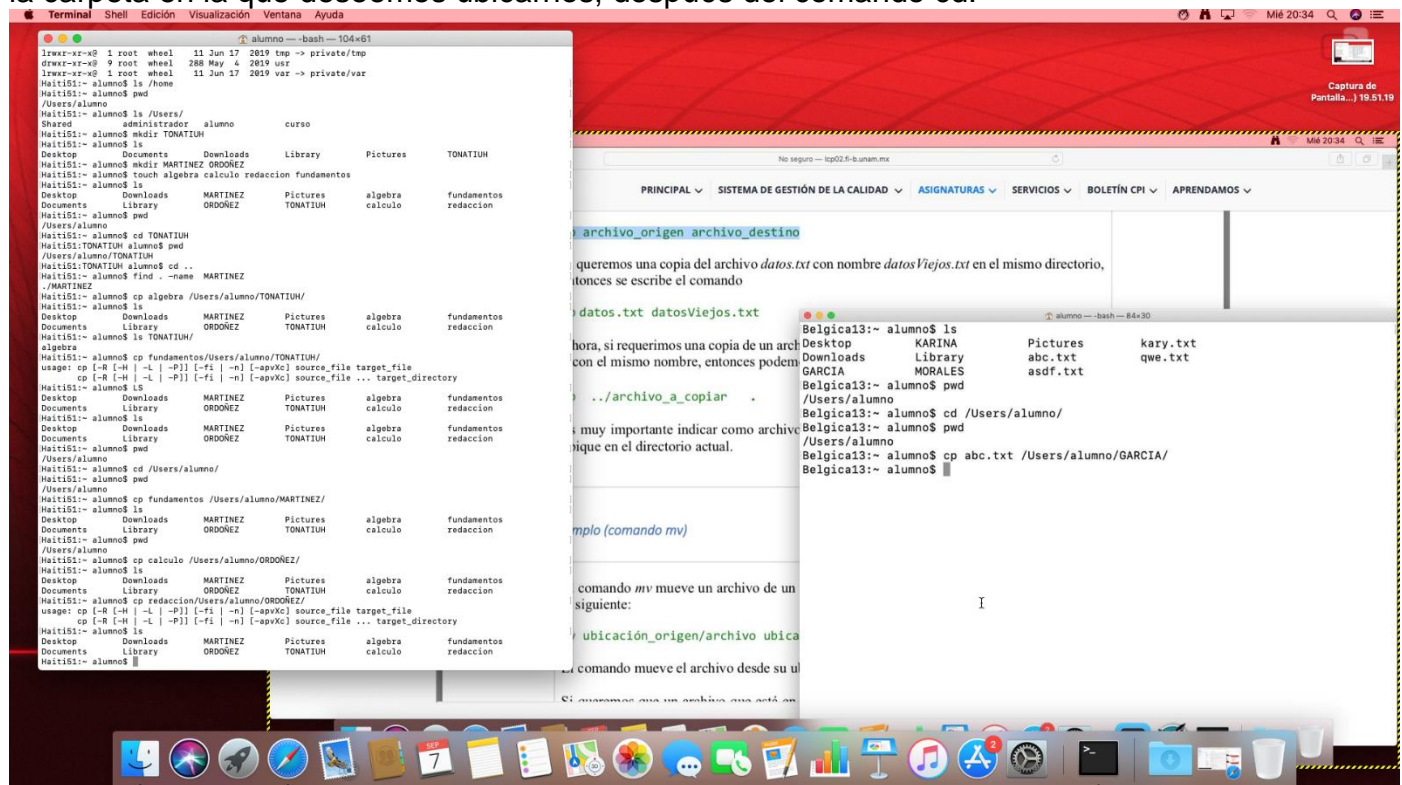 la carpeta en la que deseemos ubicarnos, después del comando cd.
Terminal Shell Edición Visualización Ventana Ayuda
Mié 20:34
alumno — -bash — 104×61
lrwxr-xr-x@ 1 root wheel 11 Jun 17 2019 tmp -> private/tmp
drwxr-xr-x@ 9 root wheel 288 May 4 2019 usr
lrwxr-xr-x@ 1 root wheel 11 Jun 17 2019 var -> private/var
Haiti51:~ alumno$ ls /home
Haiti51:~ alumno$ pwd
/Users/alumno
Haiti51:~ alumno$ ls /Users/
Shared administrador alumno curso
Haiti51:~ alumno$ mkdir TONATIUH
Haiti51:~ alumno$ ls
Desktop Documents Downloads Library Pictures TONATIUH
Haiti51:~ alumno$ mkdir MARTINEZ ORDOÑEZ
Haiti51:~ alumno$ touch algebra calculo redaccion fundamentos
Haiti51:~ alumno$ ls
Desktop Downloads MARTINEZ Pictures algebra fundamentos
Documents Library ORDOÑEZ TONATIUH calculo redaccion
Haiti51:~ alumno$ pwd
/Users/alumno
Haiti51:~ alumno$ cd TONATIUH
Haiti51:TONATIUH alumno$ pwd
/Users/alumno/TONATIUH
Haiti51:TONATIUH alumno$ cd ..
Haiti51:~ alumno$ find . -name MARTINEZ
./MARTINEZ
Haiti51:~ alumno$ cp algebra /Users/alumno/TONATIUH/
Haiti51:~ alumno$ ls
Desktop Downloads MARTINEZ Pictures algebra fundamentos
Documents Library ORDOÑEZ TONATIUH calculo redaccion
Haiti51:~ alumno$ ls TONATIUH/
algebra
Haiti51:~ alumno$ cp fundamentos/Users/alumno/TONATIUH/
usage: cp [-R [-H | -L | -P]] [-fi | -n] [-apvXc] source_file target_file
cp [-R [-H | -L | -P]] [-fi | -n] [-apvXc] source_file ... target_directory
Haiti51:~ alumno$ LS
Desktop Downloads MARTINEZ Pictures algebra fundamentos
Documents Library ORDOÑEZ TONATIUH calculo redaccion
Haiti51:~ alumno$ ls
Desktop Downloads MARTINEZ Pictures algebra fundamentos
Documents Library ORDOÑEZ TONATIUH calculo redaccion
Haiti51:~ alumno$ pwd
/Users/alumno
Haiti51:~ alumno$ cd /Users/alumno/
Haiti51:~ alumno$ pwd
/Users/alumno
Haiti51:~ alumno$ cp fundamentos /Users/alumno/MARTINEZ/
Haiti51:~ alumno$ ls
Desktop Downloads MARTINEZ Pictures algebra fundamentos
Documents Library ORDOÑEZ TONATIUH calculo redaccion
Haiti51:~ alumno$ pwd
/Users/alumno
Haiti51:~ alumno$ cp calculo /Users/alumno/ORDOÑEZ/
Haiti51:~ alumno$ ls
Desktop Downloads MARTINEZ Pictures algebra fundamentos
Documents Library ORDOÑEZ TONATIUH calculo redaccion
Haiti51:~ alumno$ cp redaccion/Users/alumno/ORDOÑEZ/
usage: cp [-R [-H | -L | -P]] [-fi | -n] [-apvXc] source_file target_file
cp [-R [-H | -L | -P]] [-fi | -n] [-apvXc] source_file ... target_directory
Haiti51:~ alumno$ ls
Desktop Downloads MARTINEZ Pictures algebra fundamentos
Documents Library ORDOÑEZ TONATIUH calculo redaccion
Haiti51:~ alumno$
Captura de
Pantalla...) 19.51.19
Mié 20:34
No seguro — lcp02.fi-b.unam.mx
PRINCIPAL SISTEMA DE GESTIÓN DE LA CALIDAD ASIGNATURAS SERVICIOS BOLETÍN CPI APRENDAMOS
archivo_origen archivo_destino
queremos una copia del archivo datos.txt con nombre datosViejos.txt en el mismo directorio,
tonces se escribe el comando
datos.txt datosViejos.txt
hora, si requerimos una copia de un arch
con el mismo nombre, entonces podem
../archivo_a_copiar .
muy importante indicar como archivo
ique en el directorio actual.
mplo (comando mv)
comando mv mueve un archivo de un
siguiente:
ubicación_origen/archivo ubica
El comando mueve el archivo desde su ul
Si queremos que un archivo que está en
alumno — -bash — 84×30
Belgica13:~ alumno$ ls
Desktop KARINA Pictures kary.txt
Downloads Library abc.txt qwe.txt
GARCIA MORALES asdf.txt
Belgica13:~ alumno$ pwd
/Users/alumno
Belgica13:~ alumno$ cd /Users/alumno/
Belgica13:~ alumno$ pwd
/Users/alumno
Belgica13:~ alumno$ cp abc.txt /Users/alumno/GARCIA/
Belgica13:~ alumno$
SEP
7
2